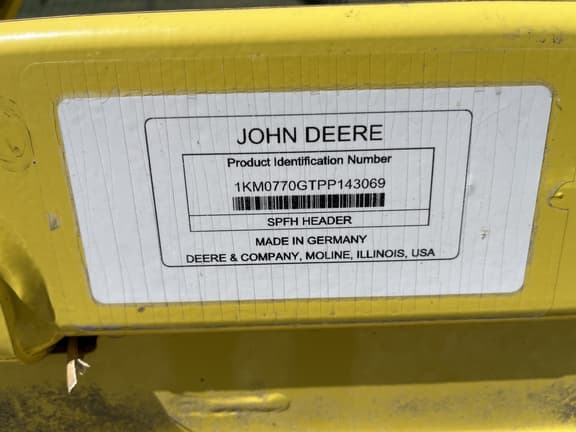 JOHN DEERE
Product Identification Number
1KM0770GTPP143069
SPFH HEADER
MADE IN GERMANY
DEERE & COMPANY, MOLINE, ILLINOIS, USA